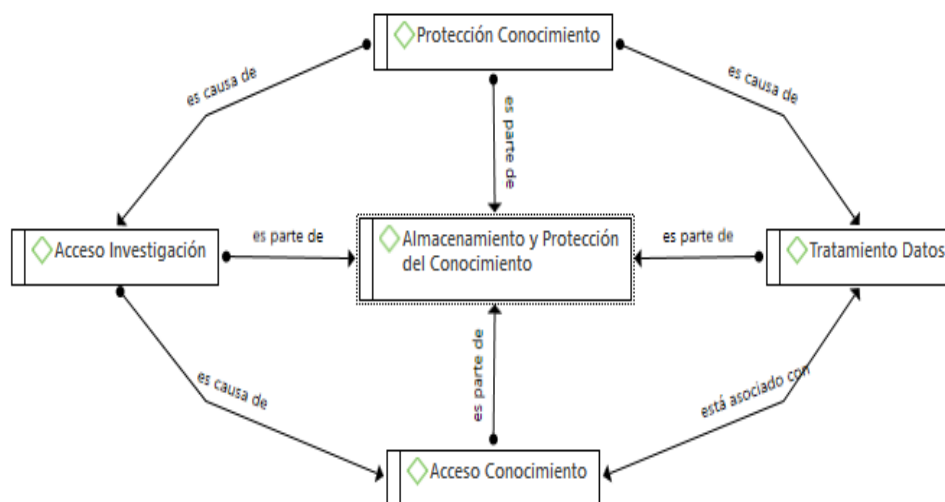 Protección Conocimiento
es causa de
es causa de
es parte de
Acceso Investigación
es parte de
Almacenamiento y Protección
del Conocimiento
es parte de
Tratamiento Datos
es causa de
es parte de
está asociado con
Acceso Conocimiento